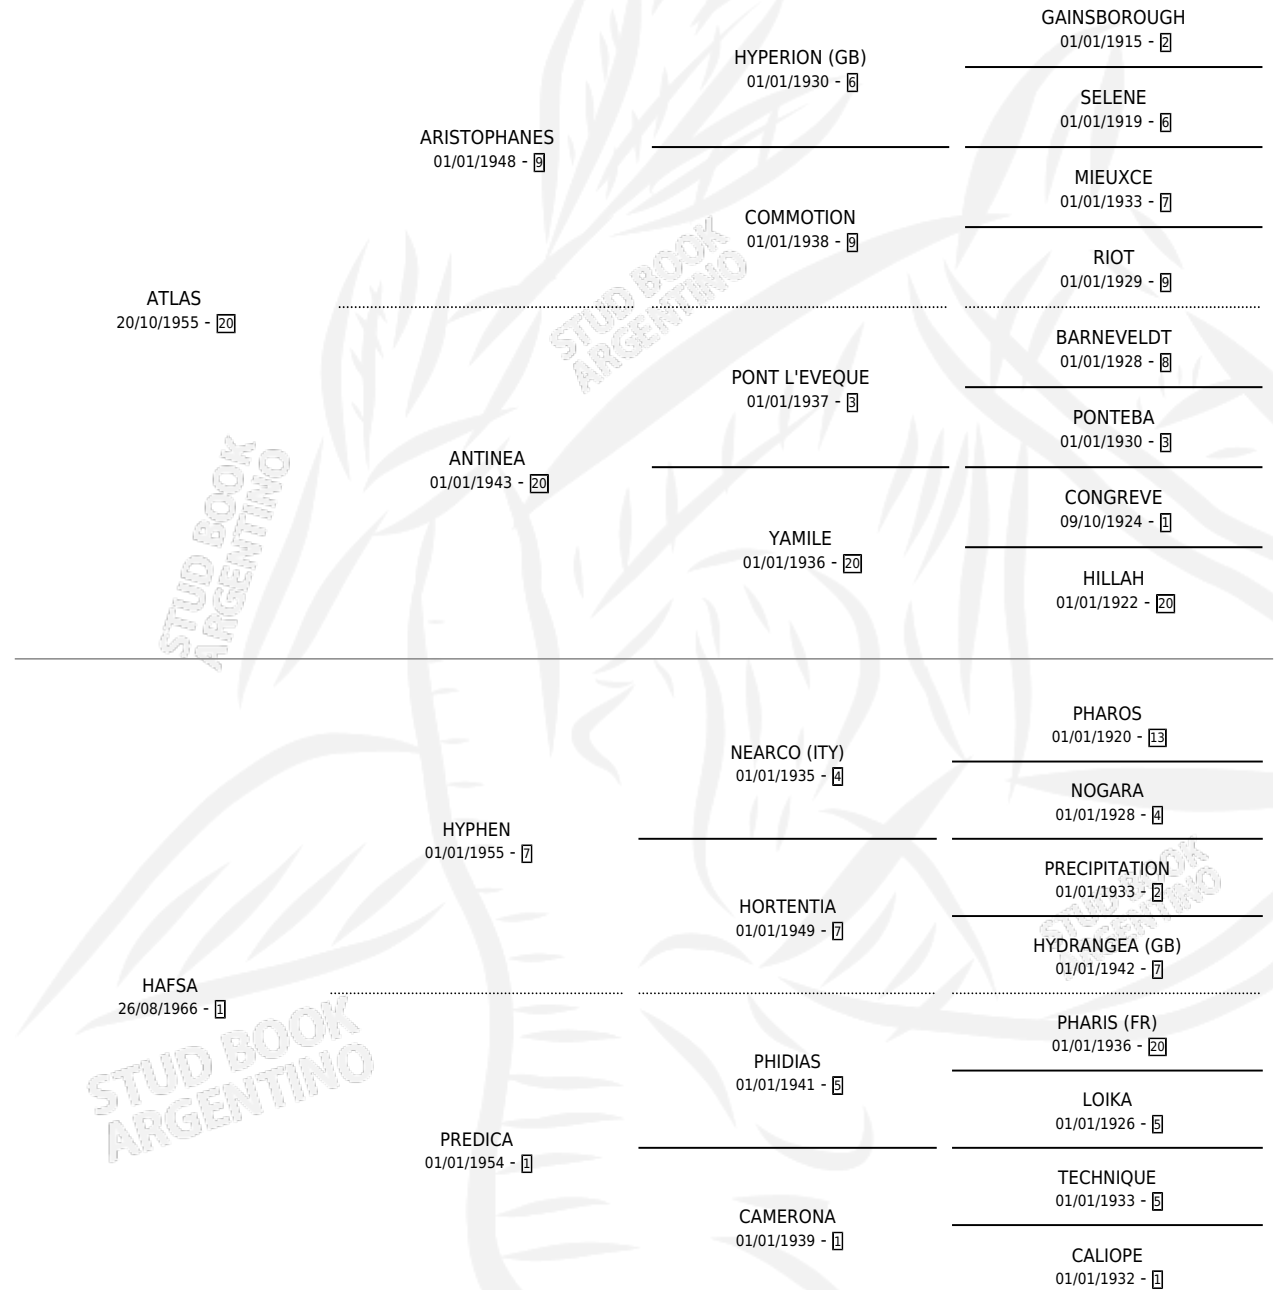 GAINSBOROUGH
01/01/1915 - 2
HYPERION (GB)
01/01/1930 - 6
SELENE
01/01/1919 - 6
ARISTOPHANES
01/01/1948 - 9
MIEUXCE
01/01/1933 - 7
COMMOTION
01/01/1938 - 9
RIOT
01/01/1929 - 9
ATLAS
20/10/1955 - 20
BARNEVELDT
01/01/1928 - 8
PONT L'EVEQUE
01/01/1937 - 3
PONTEBA
01/01/1930 - 3
ANTINEA
01/01/1943 - 20
CONGREVE
09/10/1924 - 1
YAMILE
01/01/1936 - 20
HILLAH
01/01/1922 - 20
PHAROS
01/01/1920 - 13
NEARCO (ITY)
01/01/1935 - 4
NOGARA
01/01/1928 - 4
HYPHEN
01/01/1955 - 7
PRECIPITATION
01/01/1933 - 2
HORTENTIA
01/01/1949 - 7
HYDRANGEA (GB)
01/01/1942 - 7
HAFSA
26/08/1966 - 1
PHARIS (FR)
01/01/1936 - 20
PHIDIAS
01/01/1941 - 5
LOIKA
01/01/1926 - 5
PREDICA
01/01/1954 - 1
TECHNIQUE
01/01/1933 - 5
CAMERONA
01/01/1939 - 1
CALIOPE
01/01/1932 - 1
STUD BOOK
ARGENTINO
STUD BOOK
ARGENTINO
STUD BOOK
ARGENTINO
STUD BOOK
ARGENTINO